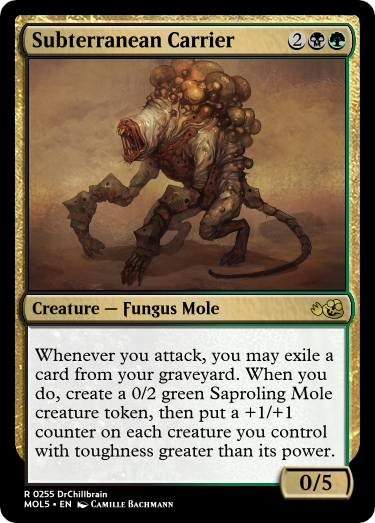 Subterranean Carrier 2
Creature — Fungus Mole
Whenever you attack, you may exile a
card from your graveyard. When you
do, create a 0/2 green Saproling Mole
creature token, then put a +1/+1
counter on each creature you control
with toughness greater than its power.
0/5
R 0255 DrChillbrain
MOL5 • EN Camille Bachmann